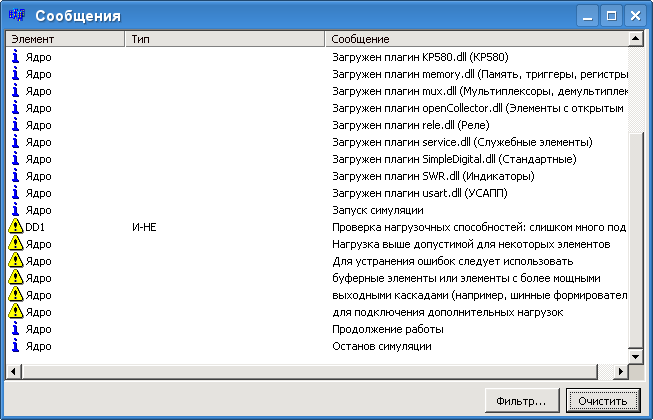 Сообщения
Элемент Тип Сообщение
Ядро Загружен плагин KP580.dll (KP580)
Ядро Загружен плагин memory.dll (Память, триггеры, регистры
Ядро Загружен плагин mux.dll (Мультиплексоры, демультиплек
Ядро Загружен плагин openCollector.dll (Элементы с открытым
Ядро Загружен плагин rele.dll (Реле)
Ядро Загружен плагин service.dll (Служебные элементы)
Ядро Загружен плагин SimpleDigital.dll (Стандартные)
Ядро Загружен плагин SWR.dll (Индикаторы)
Ядро Загружен плагин usart.dll (УСАПП)
Ядро Запуск симуляции
DD1 И-НЕ Проверка нагрузочных способностей: слишком много под
Ядро Нагрузка выше допустимой для некоторых элементов
Ядро Для устранения ошибок следует использовать
Ядро буферные элементы или элементы с более мощными
Ядро выходными каскадами (например, шинные формировател
Ядро для подключения дополнительных нагрузок
Ядро Продолжение работы
Ядро Останов симуляции
Фильтр... Очистить